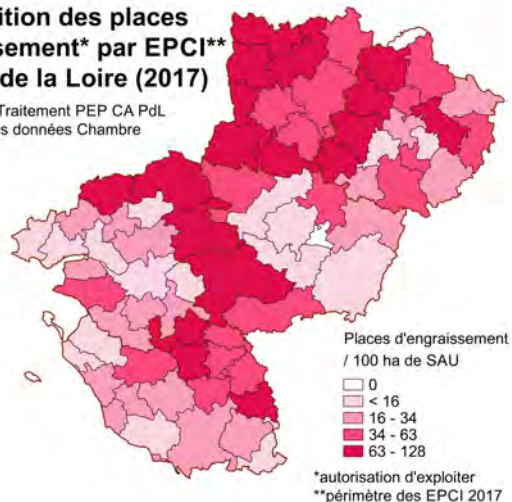 ition des places
sement* par EPCI**
de la Loire (2017)
Traitement PEP CA PdL
s données Chambre
Places d'engraissement
/ 100 ha de SAU
0
< 16
16 - 34
34 - 63
63 - 128
*autorisation d'exploiter
**périmètre des EPCI 2017